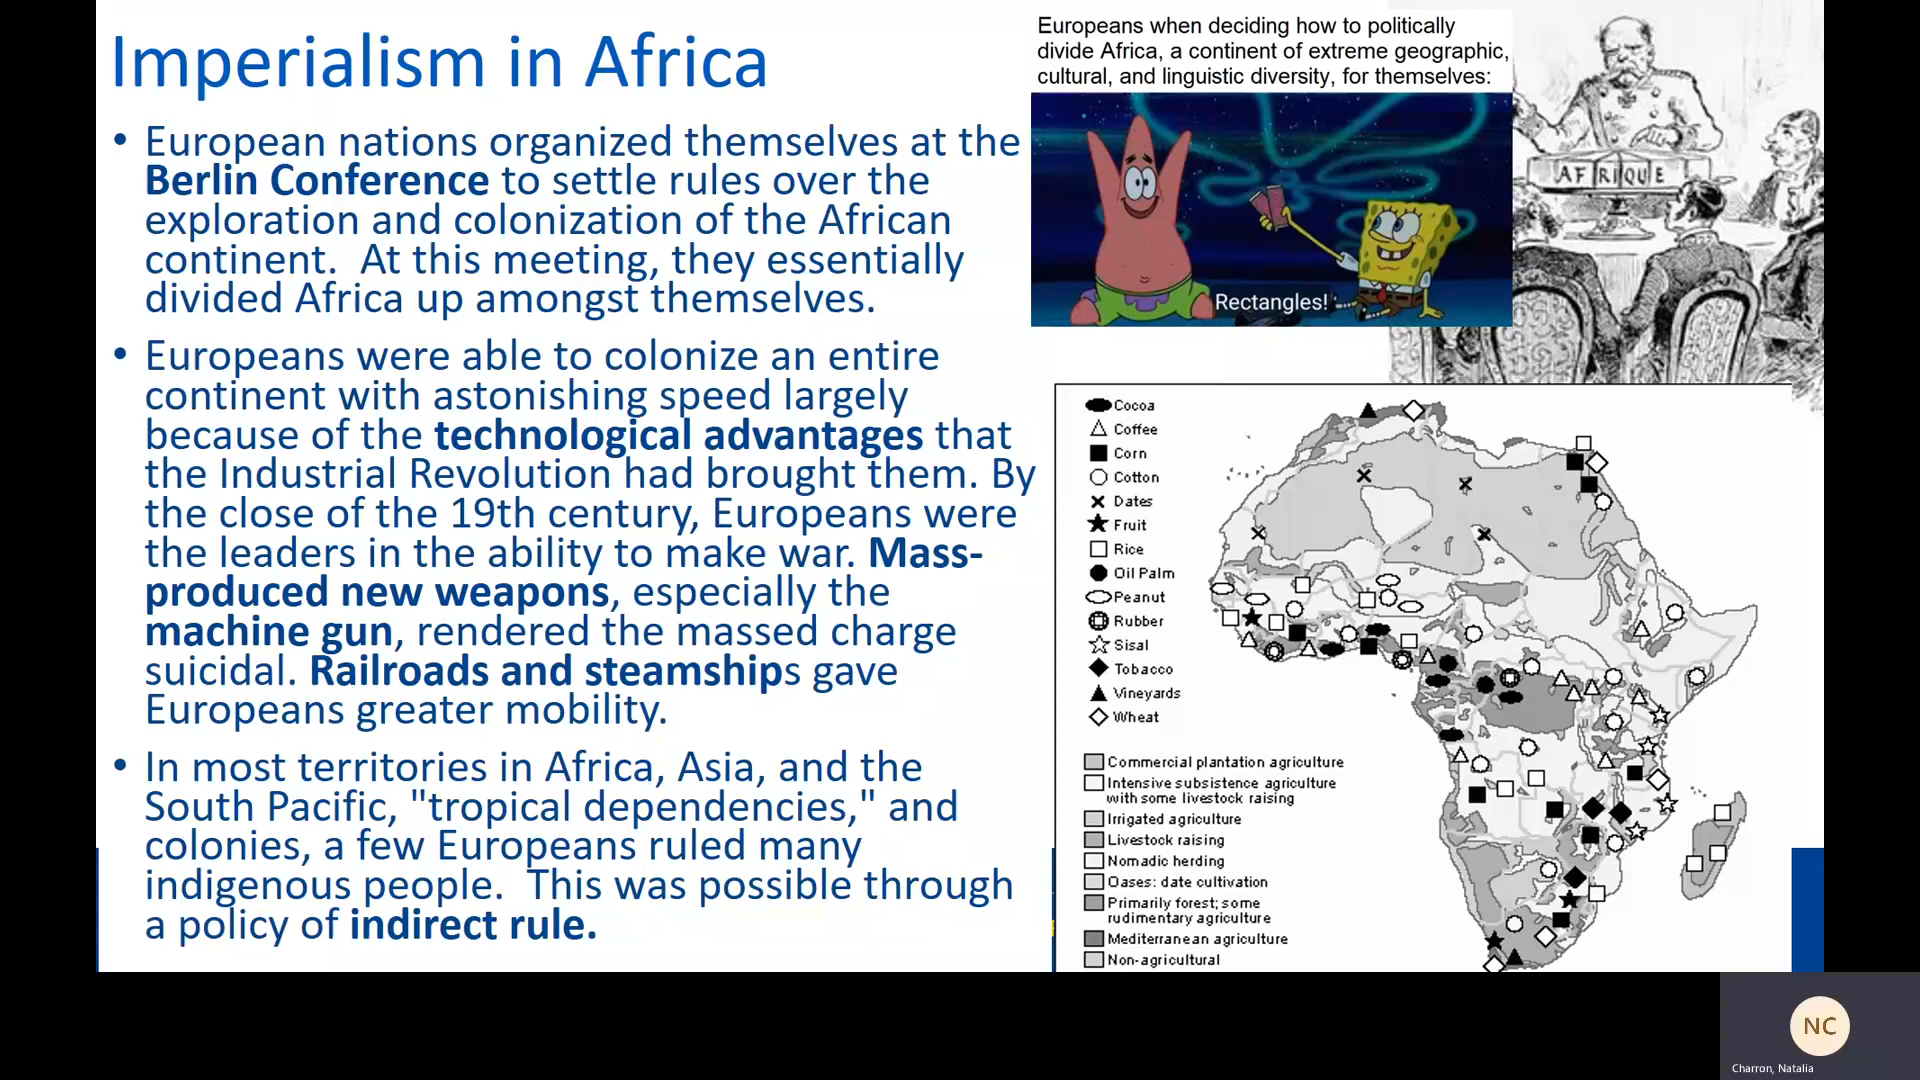 Imperialism in Africa
• European nations organized themselves at the
Berlin Conference to settle rules over the
exploration and colonization of the African
continent.  At this meeting, they essentially
divided Africa up amongst themselves.
• Europeans were able to colonize an entire
continent with astonishing speed largely
because of the technological advantages that
the Industrial Revolution had brought them. By
the close of the 19th century, Europeans were
the leaders in the ability to make war. Mass-
produced new weapons, especially the
machine gun, rendered the massed charge
suicidal. Railroads and steamships gave
Europeans greater mobility.
• In most territories in Africa, Asia, and the
South Pacific, "tropical dependencies," and
colonies, a few Europeans ruled many
indigenous people.  This was possible through
a policy of indirect rule.
Europeans when deciding how to politically
divide Africa, a continent of extreme geographic,
cultural, and linguistic diversity, for themselves:
Rectangles!
AFRIQUE
Cocoa
Coffee
Corn
Cotton
Dates
Fruit
Rice
Oil Palm
Peanut
Rubber
Sisal
Tobacco
Vineyards
Wheat
Commercial plantation agriculture
Intensive subsistence agriculture
with some livestock raising
Irrigated agriculture
Livestock raising
Nomadic herding
Oases: date cultivation
Primarily forest; some
rudimentary agriculture
Mediterranean agriculture
Non-agricultural
NC
Charron, Natalia